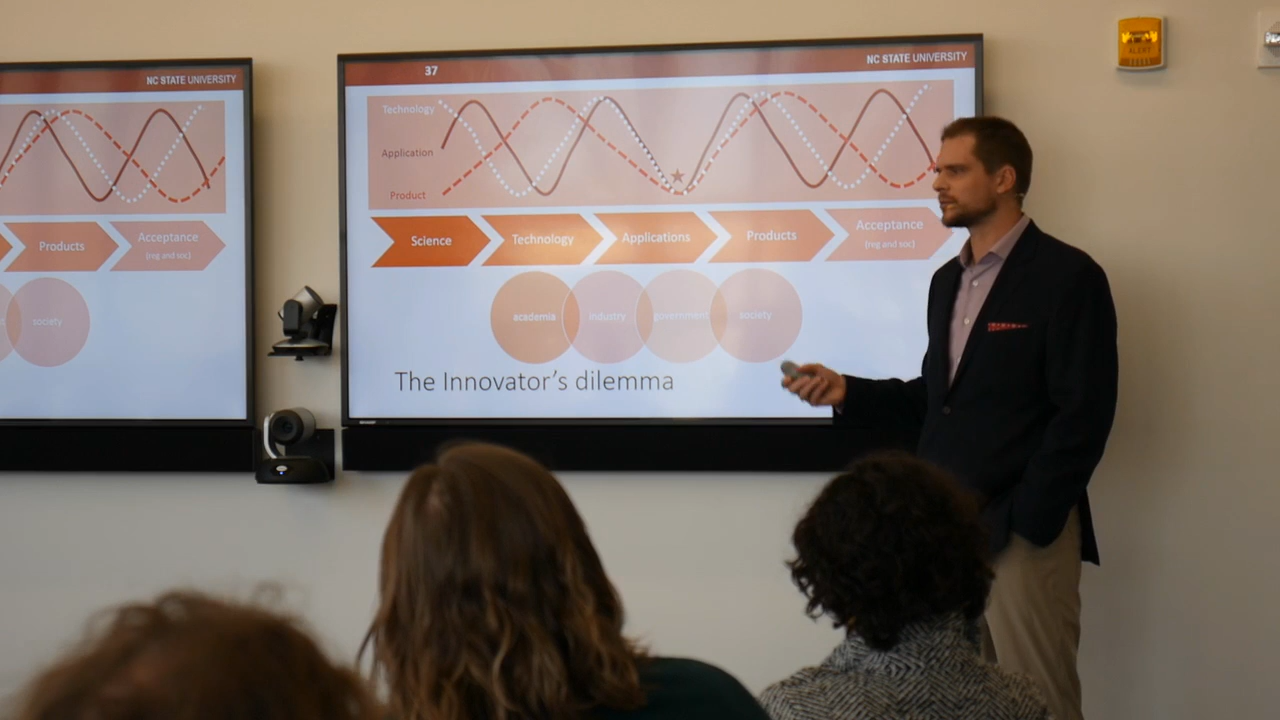 NC STATE UNIVERSITY
Products
Acceptance
(reg and soc)
society
37
NC STATE UNIVERSITY
Technology
Application
Product
Science
Technology
Applications
Products
Acceptance
(reg and soc)
academia
industry
government
society
The Innovator's dilemma
ALERT